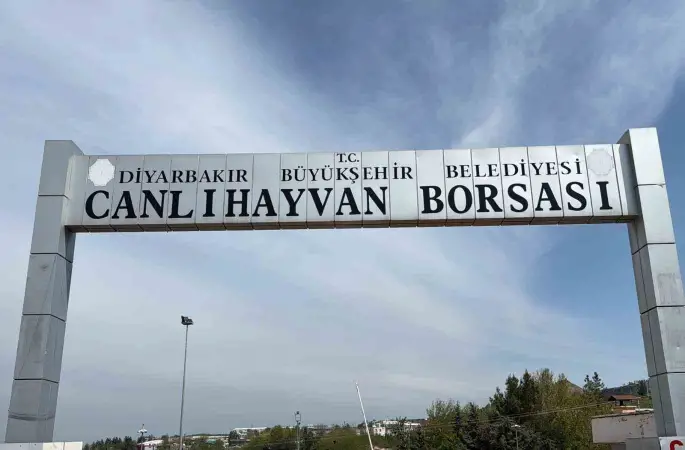 T.C.
DİYARBAKIR BÜYÜKŞEHİR BELEDİYESİ
CANLI HAYVAN BORSASI